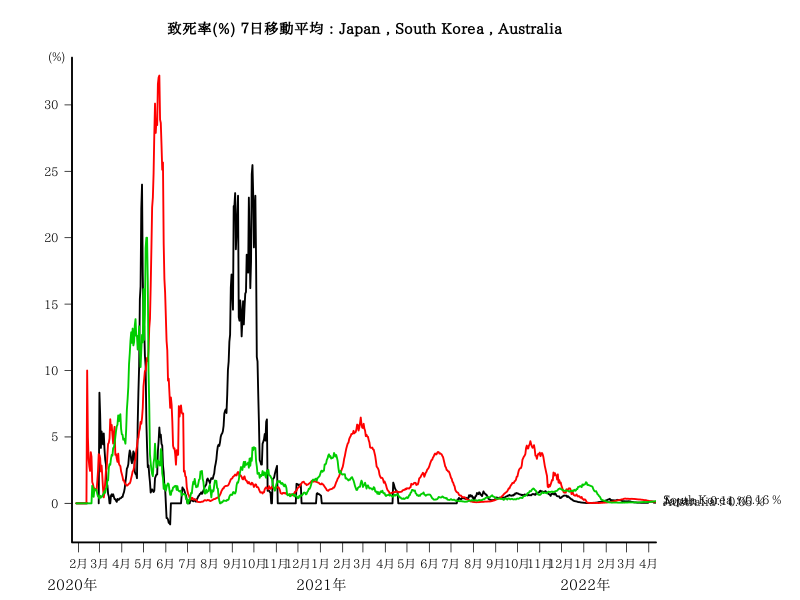 致死率(%) 7日移動平均 : Japan , South Korea , Australia
(%)
30
25
20
15
10
5
0
2月 3月 4月 5月 6月 7月 8月 9月 10月 11月 12月 1月 2月 3月 4月 5月 6月 7月 8月 9月 10月 11月 12月 1月 2月 3月 4月
2020年 2021年 2022年
South Korea
Australia